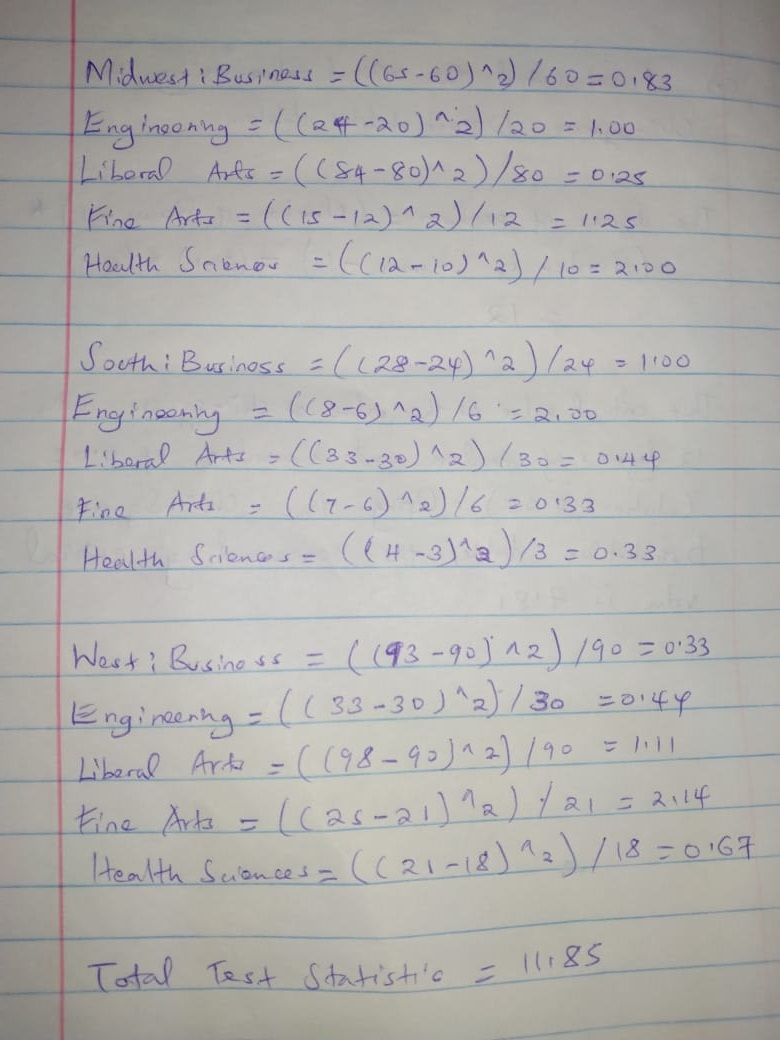 Midwest: Business = ((65-60)^2)/60 = 0.83
Engineering = ((24-20)^2)/20 = 1.00
Liberal Arts = ((84-80)^2)/80 = 0.25
Fine Arts = ((15-12)^2)/12 = 1.25
Health Sciences = ((12-10)^2)/10 = 2.00
South: Business = ((28-24)^2)/24 = 1.00
Engineering = ((8-6)^2)/6 = 2.00
Liberal Arts = ((33-30)^2)/30 = 0.44
Fine Arts = ((7-6)^2)/6 = 0.33
Health Sciences = ((4-3)^2)/3 = 0.33
West: Business = ((93-90)^2)/90 = 0.33
Engineering = ((33-30)^2)/30 = 0.44
Liberal Arts = ((98-90)^2)/90 = 1.11
Fine Arts = ((25-21)^2)/21 = 2.14
Health Sciences = ((21-18)^2)/18 = 0.67
Total Test Statistic = 11.85